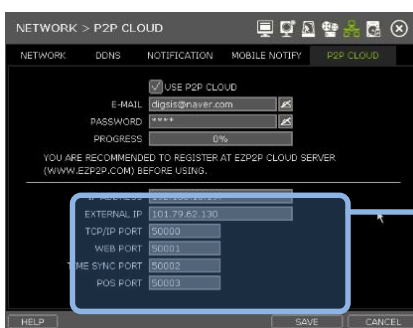 NETWORK > P2P CLOUD
NETWORK DDNS NOTIFICATION MOBILE NOTIFY P2P CLOUD
USE P2P CLOUD
E-MAIL digsis@naver.com
PASSWORD ****
PROGRESS 0%
YOU ARE RECOMMENDED TO REGISTER AT EZP2P CLOUD SERVER
(WWW.EZP2P.COM) BEFORE USING.
IP ADDRESS
EXTERNAL IP 101.79.62.130
TCP/IP PORT 50000
WEB PORT 50001
TIME SYNC PORT 50002
POS PORT 50003
HELP SAVE CANCEL